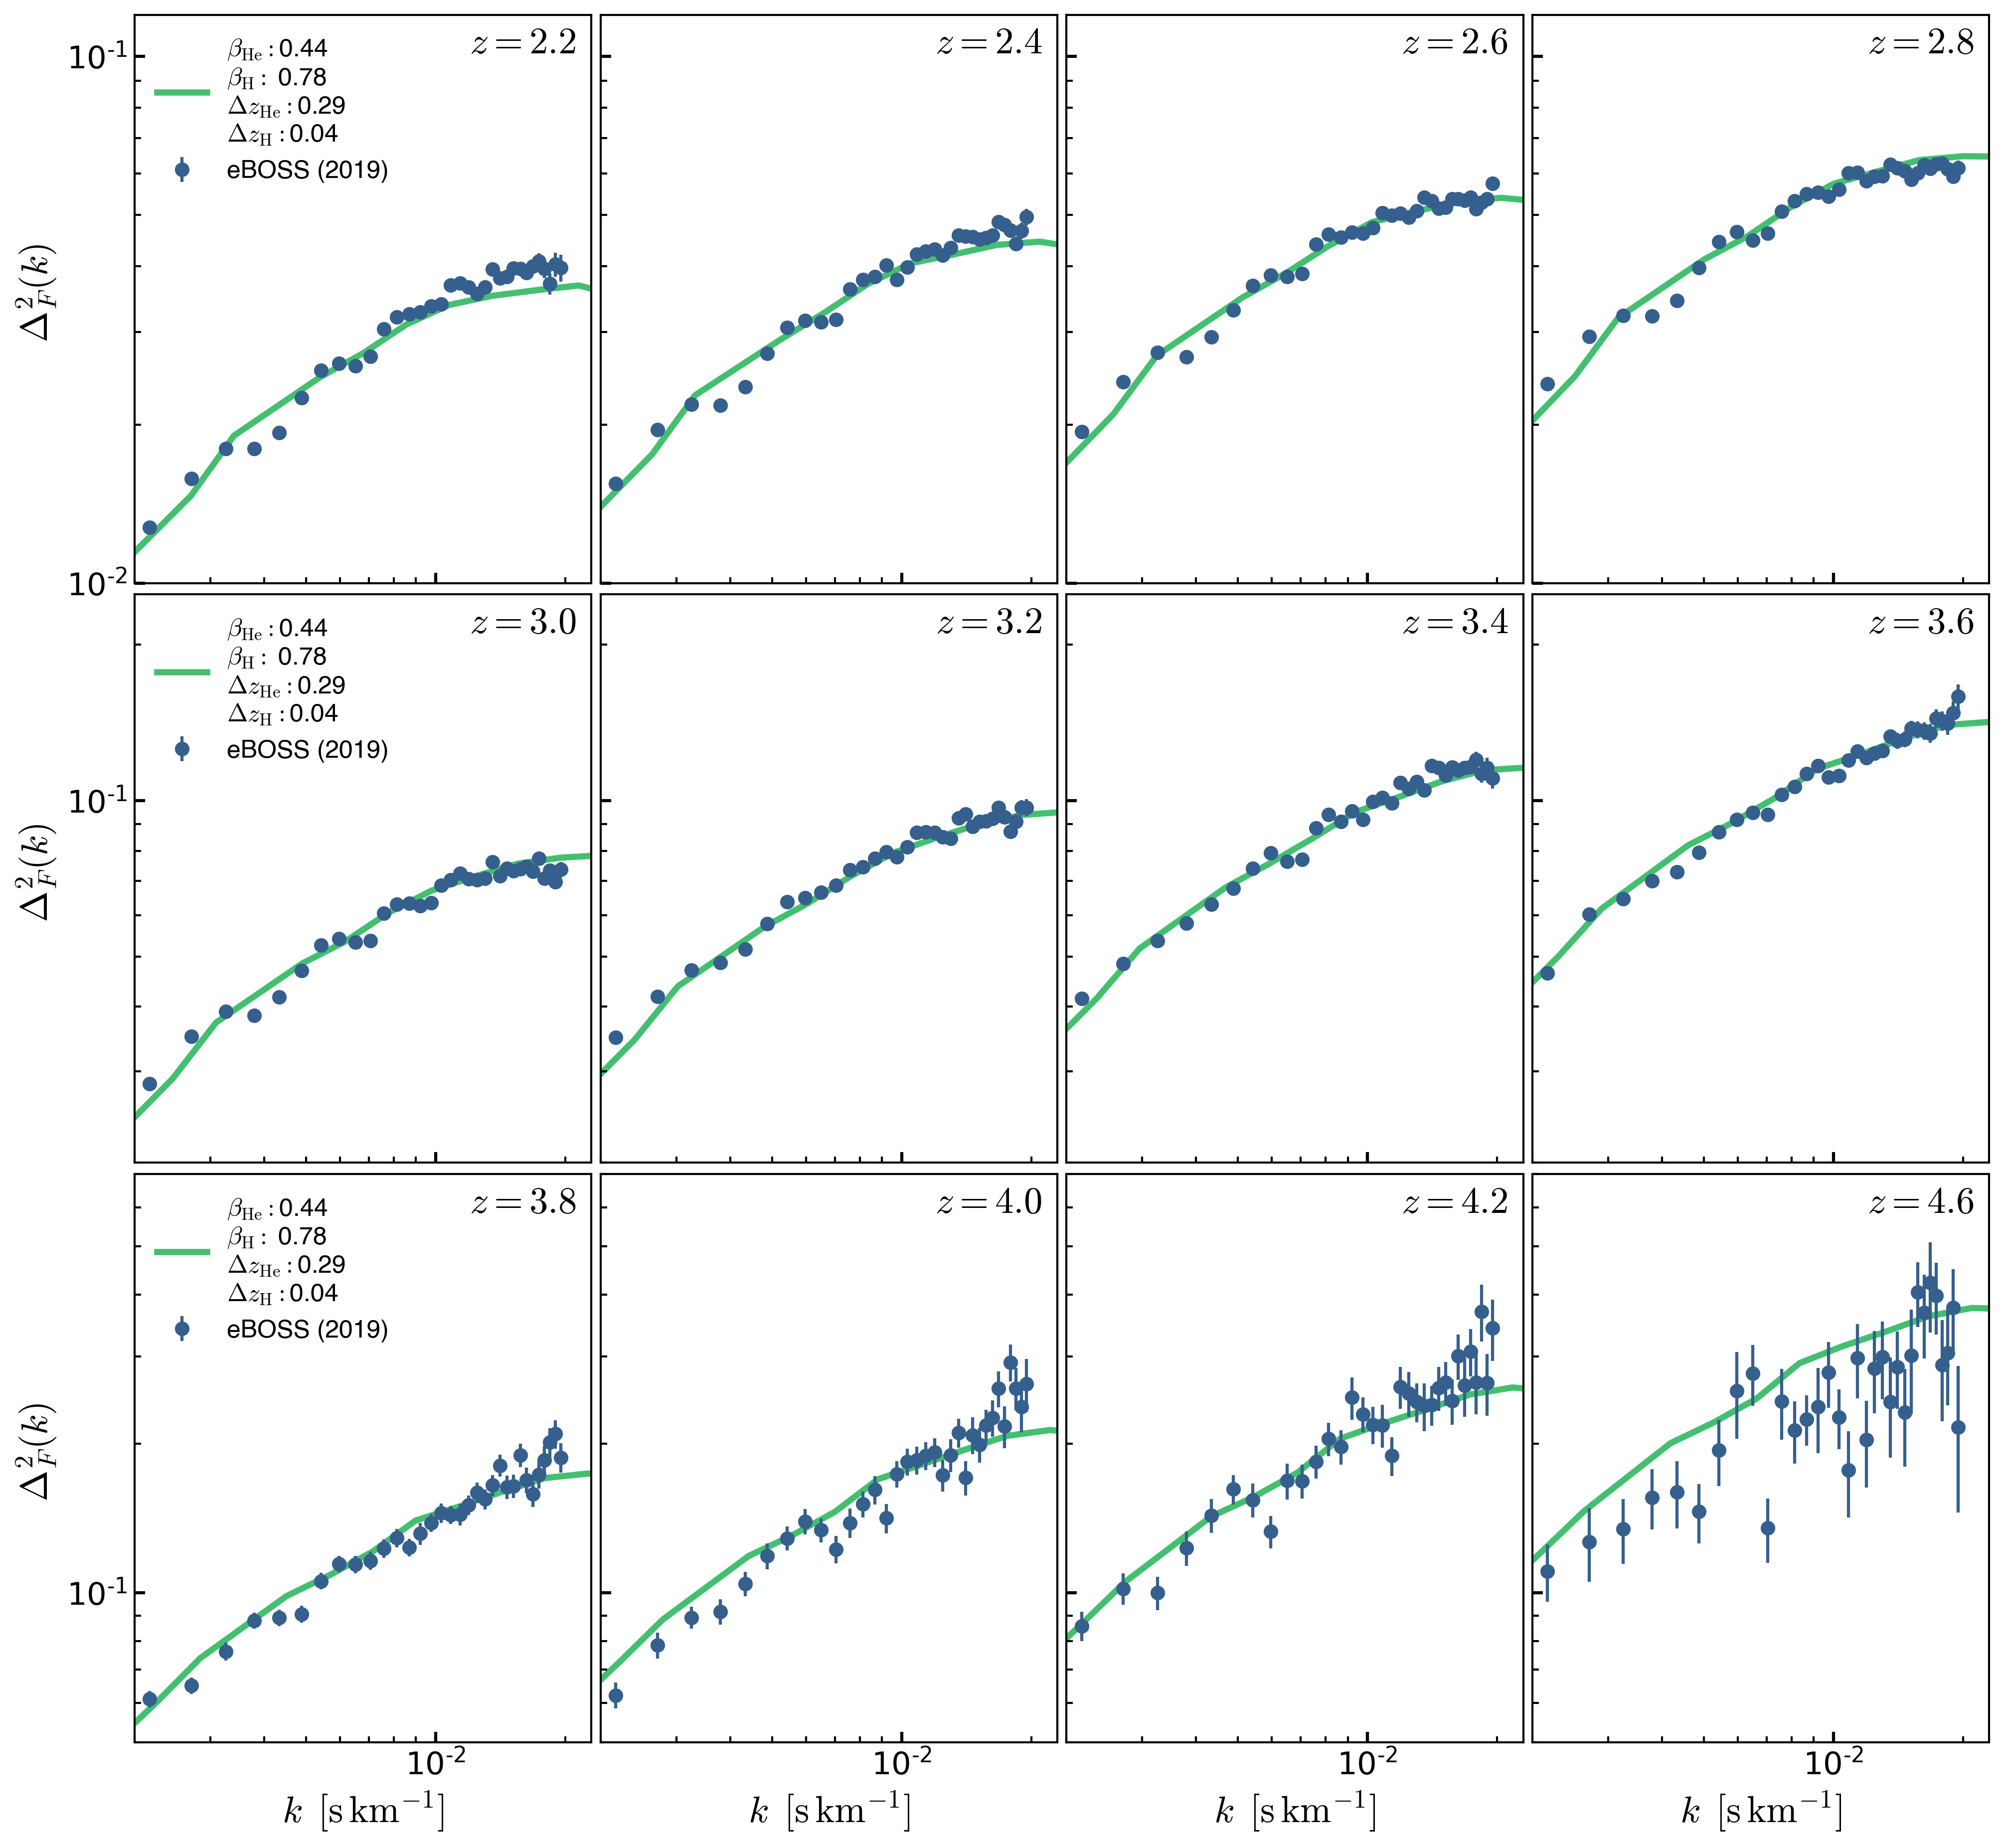 z = 2.2
z = 2.4
z = 2.6
z = 2.8
β_He : 0.44
β_H : 0.78
Δz_He : 0.29
Δz_H : 0.04
eBOSS (2019)
10^-1
10^-2
Δ²_F(k)
z = 3.0
z = 3.2
z = 3.4
z = 3.6
β_He : 0.44
β_H : 0.78
Δz_He : 0.29
Δz_H : 0.04
eBOSS (2019)
10^-1
Δ²_F(k)
z = 3.8
z = 4.0
z = 4.2
z = 4.6
β_He : 0.44
β_H : 0.78
Δz_He : 0.29
Δz_H : 0.04
eBOSS (2019)
10^-1
Δ²_F(k)
10^-2
10^-2
10^-2
10^-2
k [s km⁻¹]
k [s km⁻¹]
k [s km⁻¹]
k [s km⁻¹]